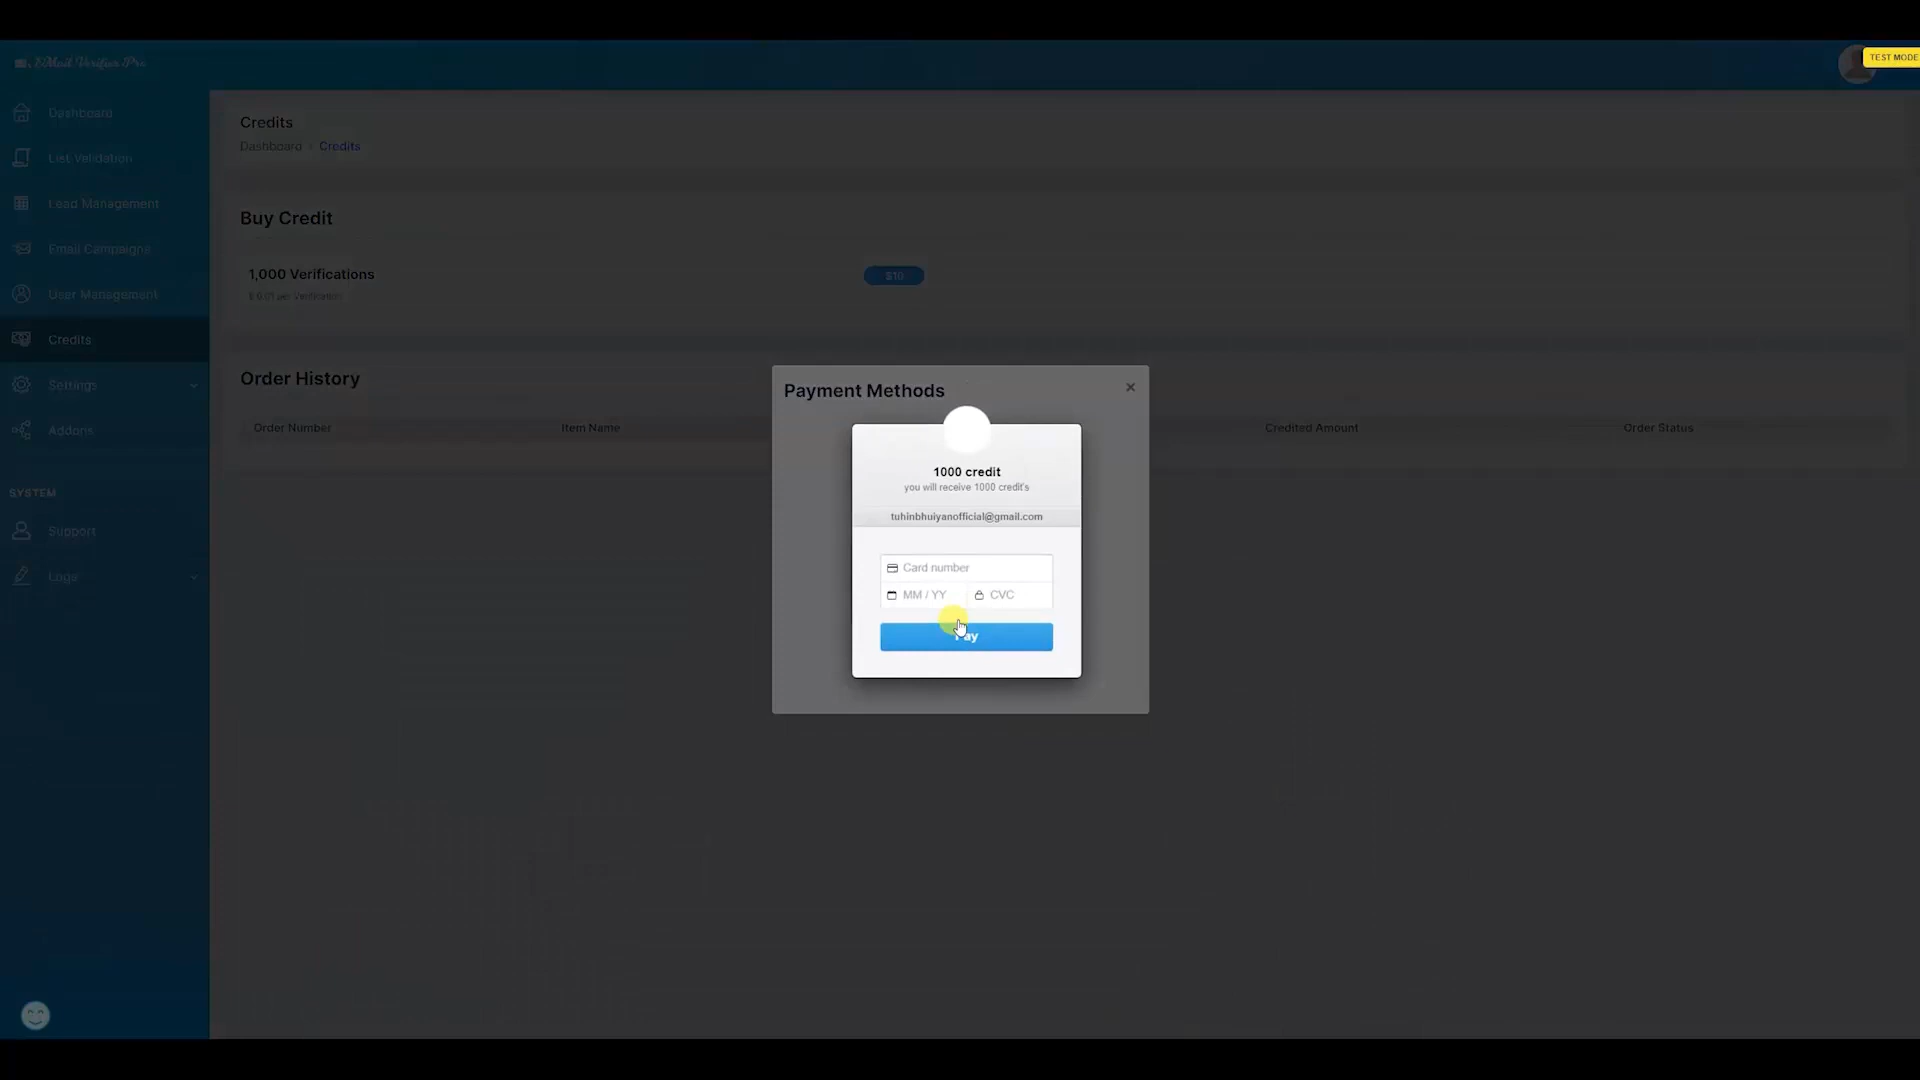 EMail Verifier Pro
TEST MODE
Dashboard
List Validation
Lead Management
Email Campaigns
User Management
Credits
Settings
Addons
SYSTEM
Support
Logs
Credits
Dashboard Credits
Buy Credit
1,000 Verifications
$10
$ 0.01 per Verification
Order History
Order Number Item Name Credited Amount Order Status
Payment Methods
×
1000 credit
you will receive 1000 credit's
tuhinbhuiyanofficial@gmail.com
Card number
MM / YY CVC
Pay